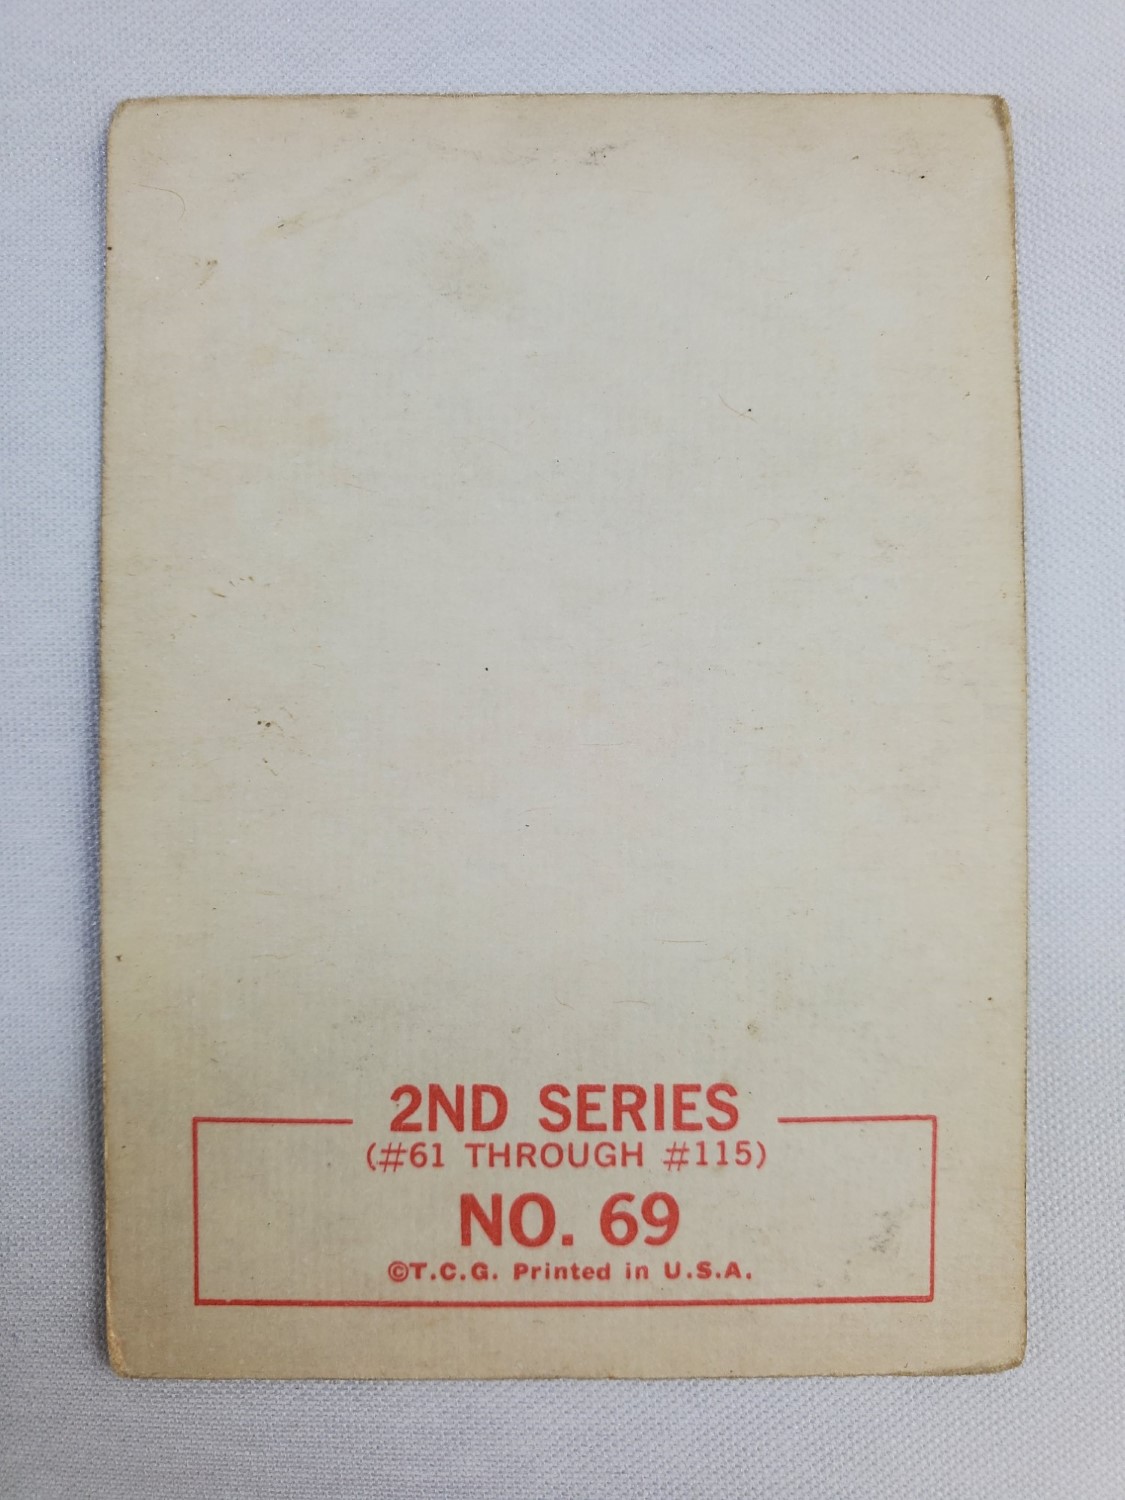 2ND SERIES
(#61 THROUGH #115)
NO. 69
©T.C.G. Printed in U.S.A.